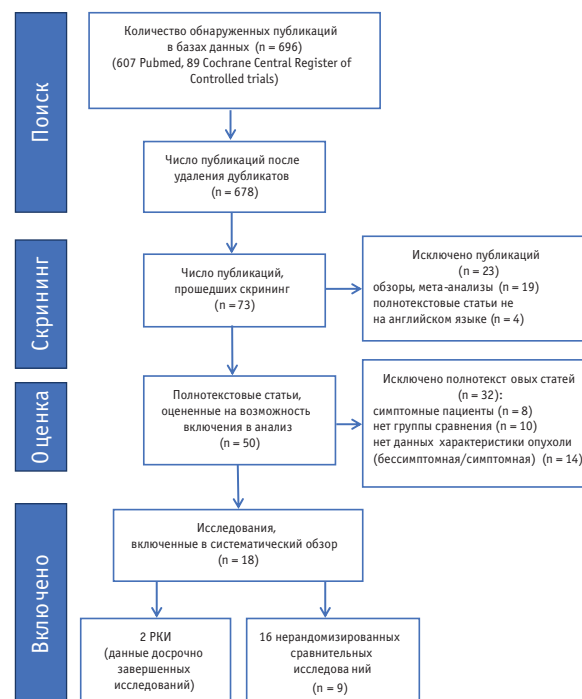 Поиск
Количество обнаруженных публикаций
в базах данных (n = 696)
(607 Pubmed, 89 Cochrane Central Register of
Controlled trials)
Число публикаций после
удаления дубликатов
(n = 678)
Скрининг
Число публикаций,
прошедших скрининг
(n = 73)
Исключено публикаций
(n = 23)
обзоры, мета-анализы (n = 19)
полнотекстовые статьи не
на английском языке (n = 4)
Оценка
Полнотекстовые статьи,
оцененные на возможность
включения в анализ
(n = 50)
Исключено полнотекст овых статей
(n = 32):
симптомные пациенты (n = 8)
нет группы сравнения (n = 10)
нет данных характеристики опухоли
(бессимптомная/симптомная) (n = 14)
Включено
Исследования,
включенные в систематический обзор
(n = 18)
2 РКИ
(данные досрочно
завершенных
исследований)
16 нерандомизированных
сравнительных
исследова ний
(n = 9)